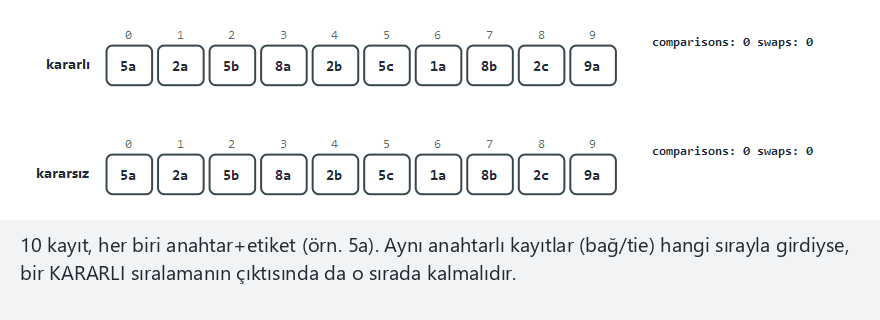 0 1 2 3 4 5 6 7 8 9 comparisons: 0 swaps: 0
kararlı 5a 2a 5b 8a 2b 5c 1a 8b 2c 9a
0 1 2 3 4 5 6 7 8 9 comparisons: 0 swaps: 0
kararsız 5a 2a 5b 8a 2b 5c 1a 8b 2c 9a
10 kayıt, her biri anahtar+etiket (örn. 5a). Aynı anahtarlı kayıtlar (bağ/tie) hangi sırayla girdiyse,
bir KARARLI sıralamanın çıktısında da o sırada kalmalıdır.